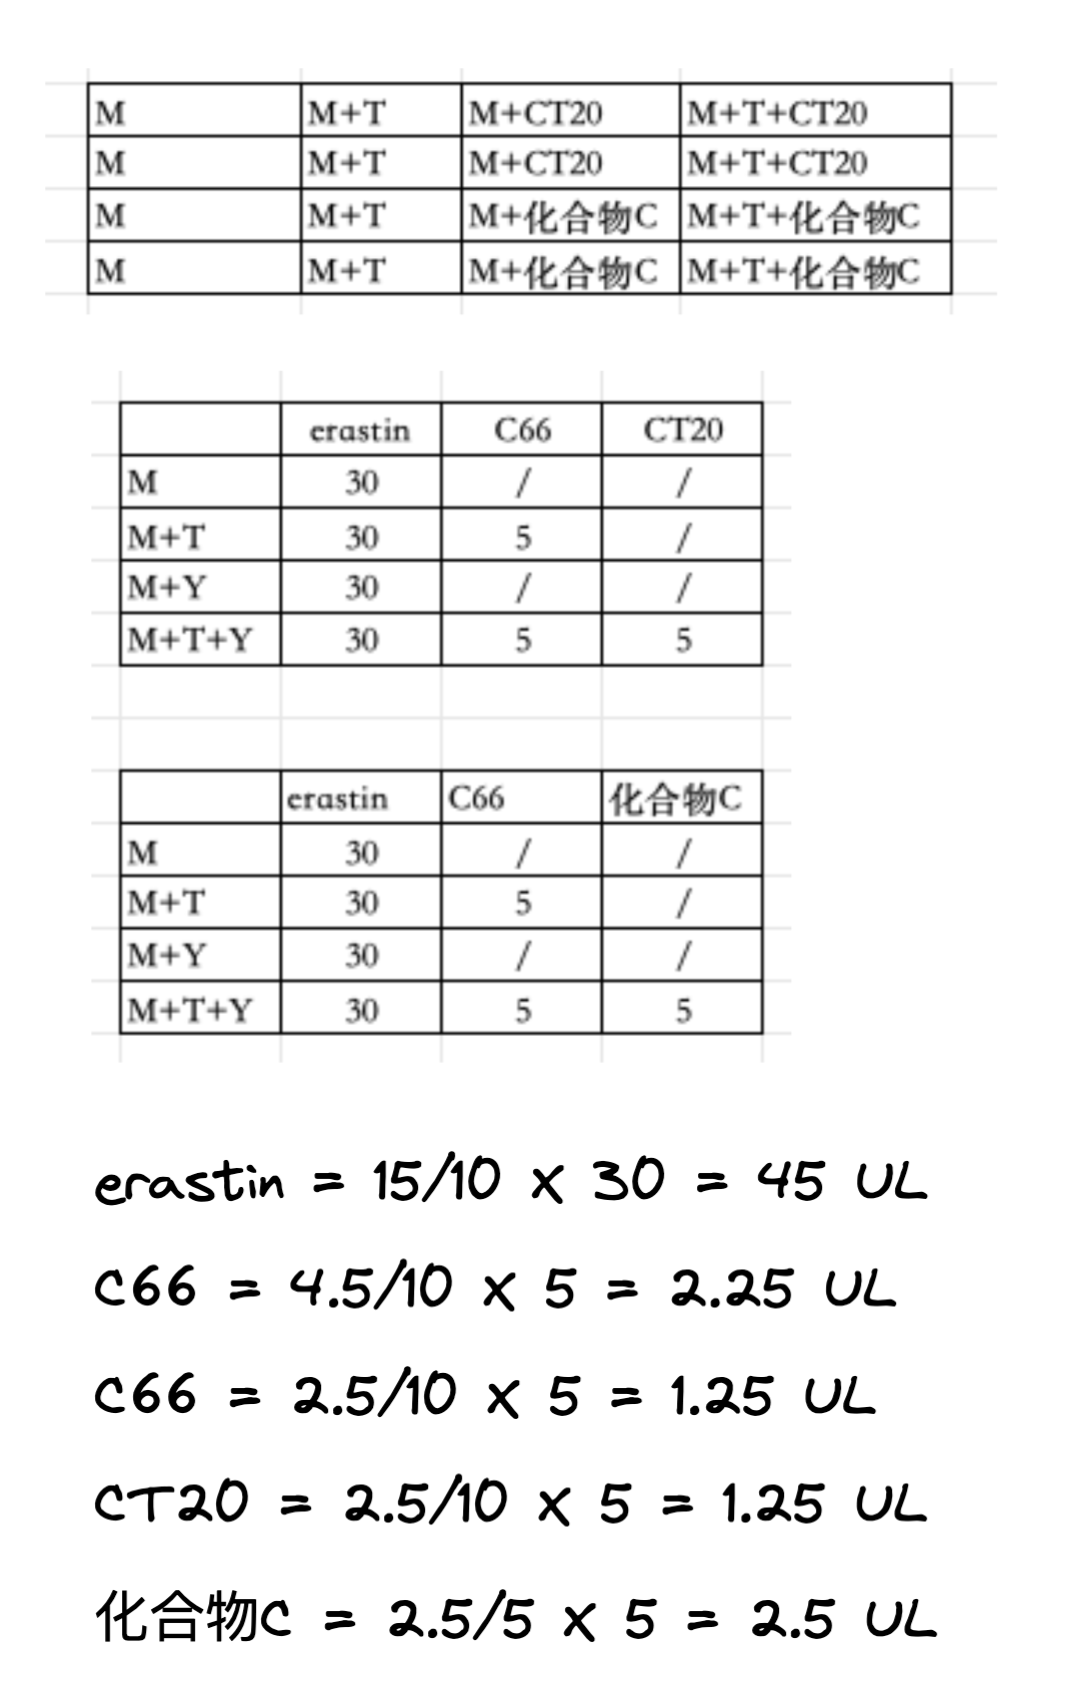 M M+T M+CT20 M+T+CT20
M M+T M+CT20 M+T+CT20
M M+T M+化合物C M+T+化合物C
M M+T M+化合物C M+T+化合物C
erastin C66 CT20
M 30 / /
M+T 30 5 /
M+Y 30 / /
M+T+Y 30 5 5
erastin C66 化合物C
M 30 / /
M+T 30 5 /
M+Y 30 / /
M+T+Y 30 5 5
erastin = 15/10 x 30 = 45 UL
C66 = 4.5/10 x 5 = 2.25 UL
C66 = 2.5/10 x 5 = 1.25 UL
CT20 = 2.5/10 x 5 = 1.25 UL
化合物C = 2.5/5 x 5 = 2.5 UL